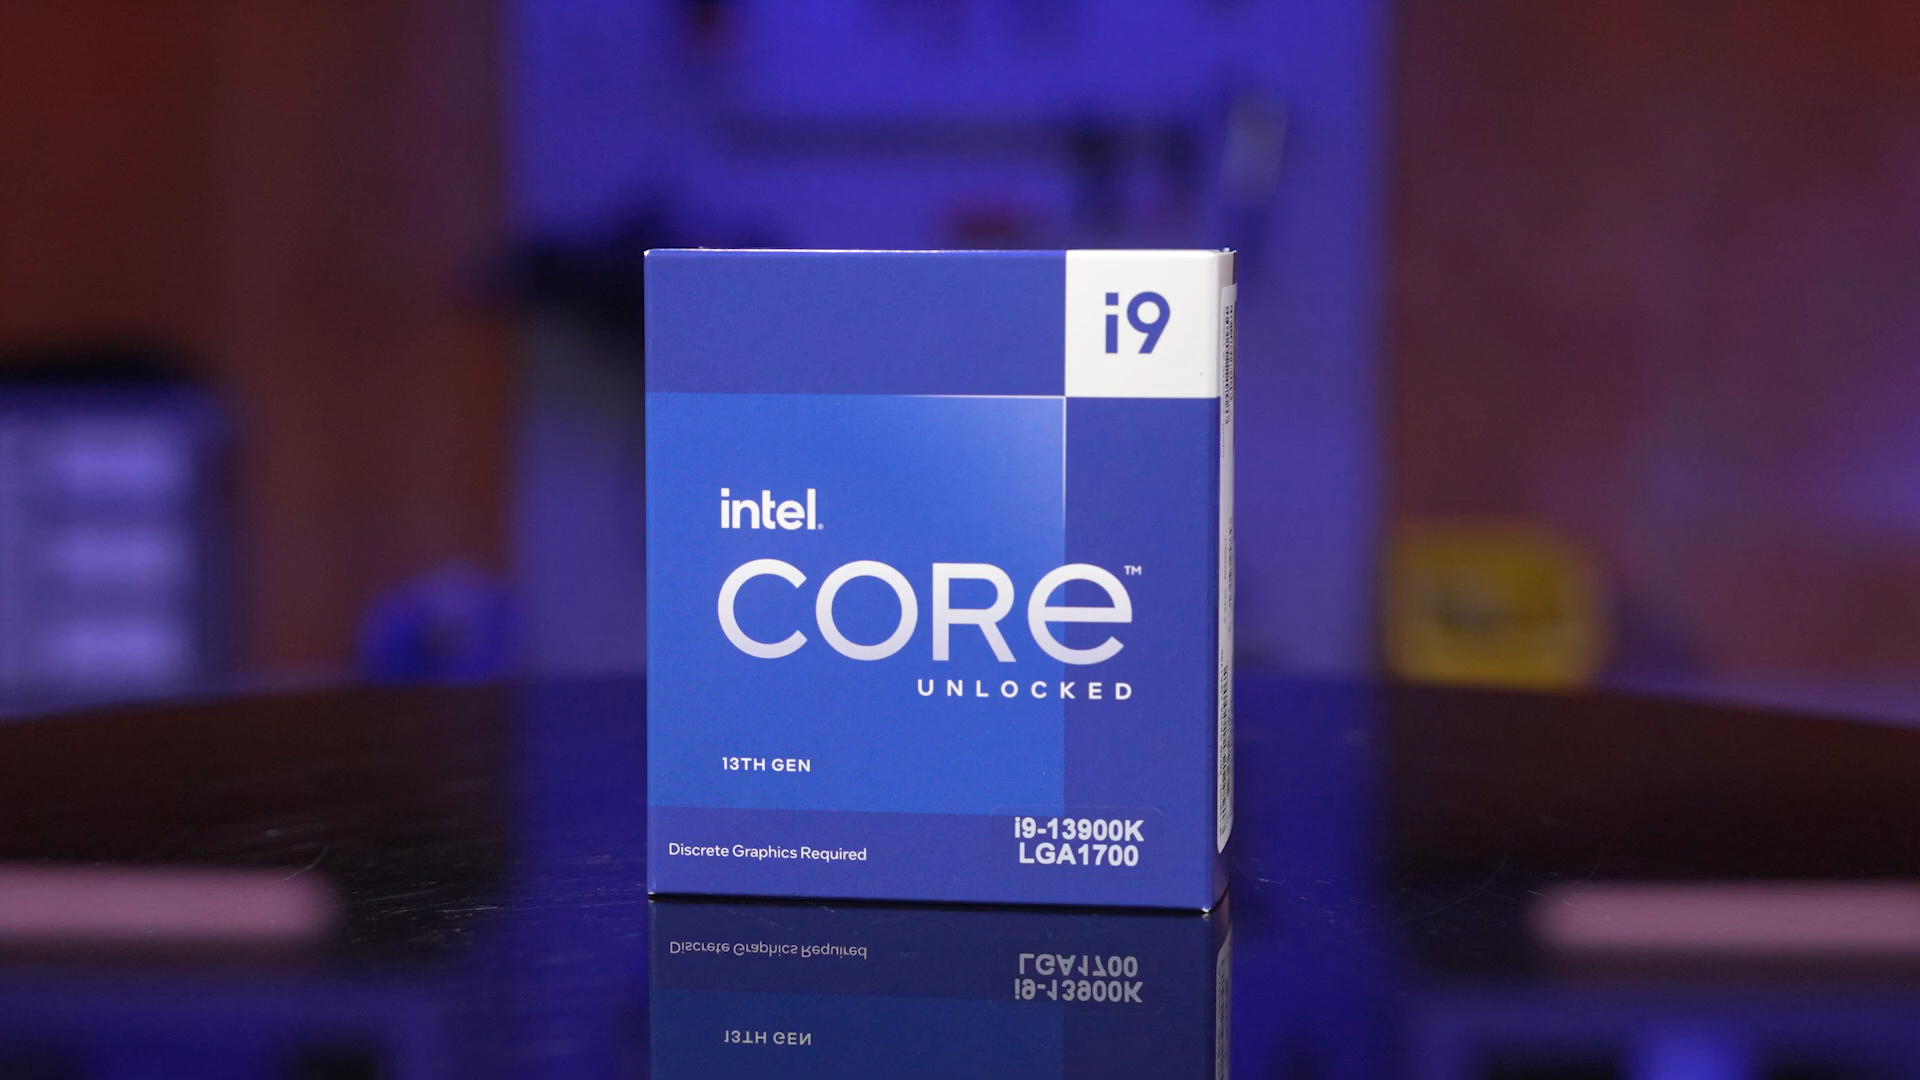 i9
intel.
CORE™
UNLOCKED
13TH GEN
Discrete Graphics Required
i9-13900K
LGA1700